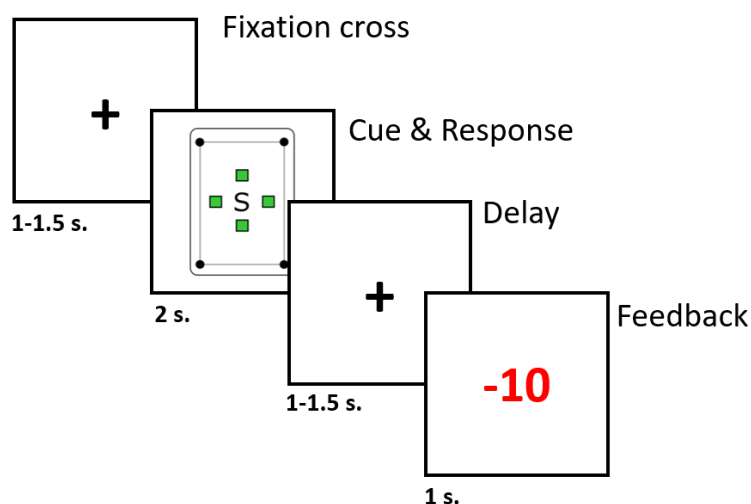 Fixation cross
+
1-1.5 s.
Cue & Response
S
2 s.
Delay
+
1-1.5 s.
Feedback
-10
1 s.